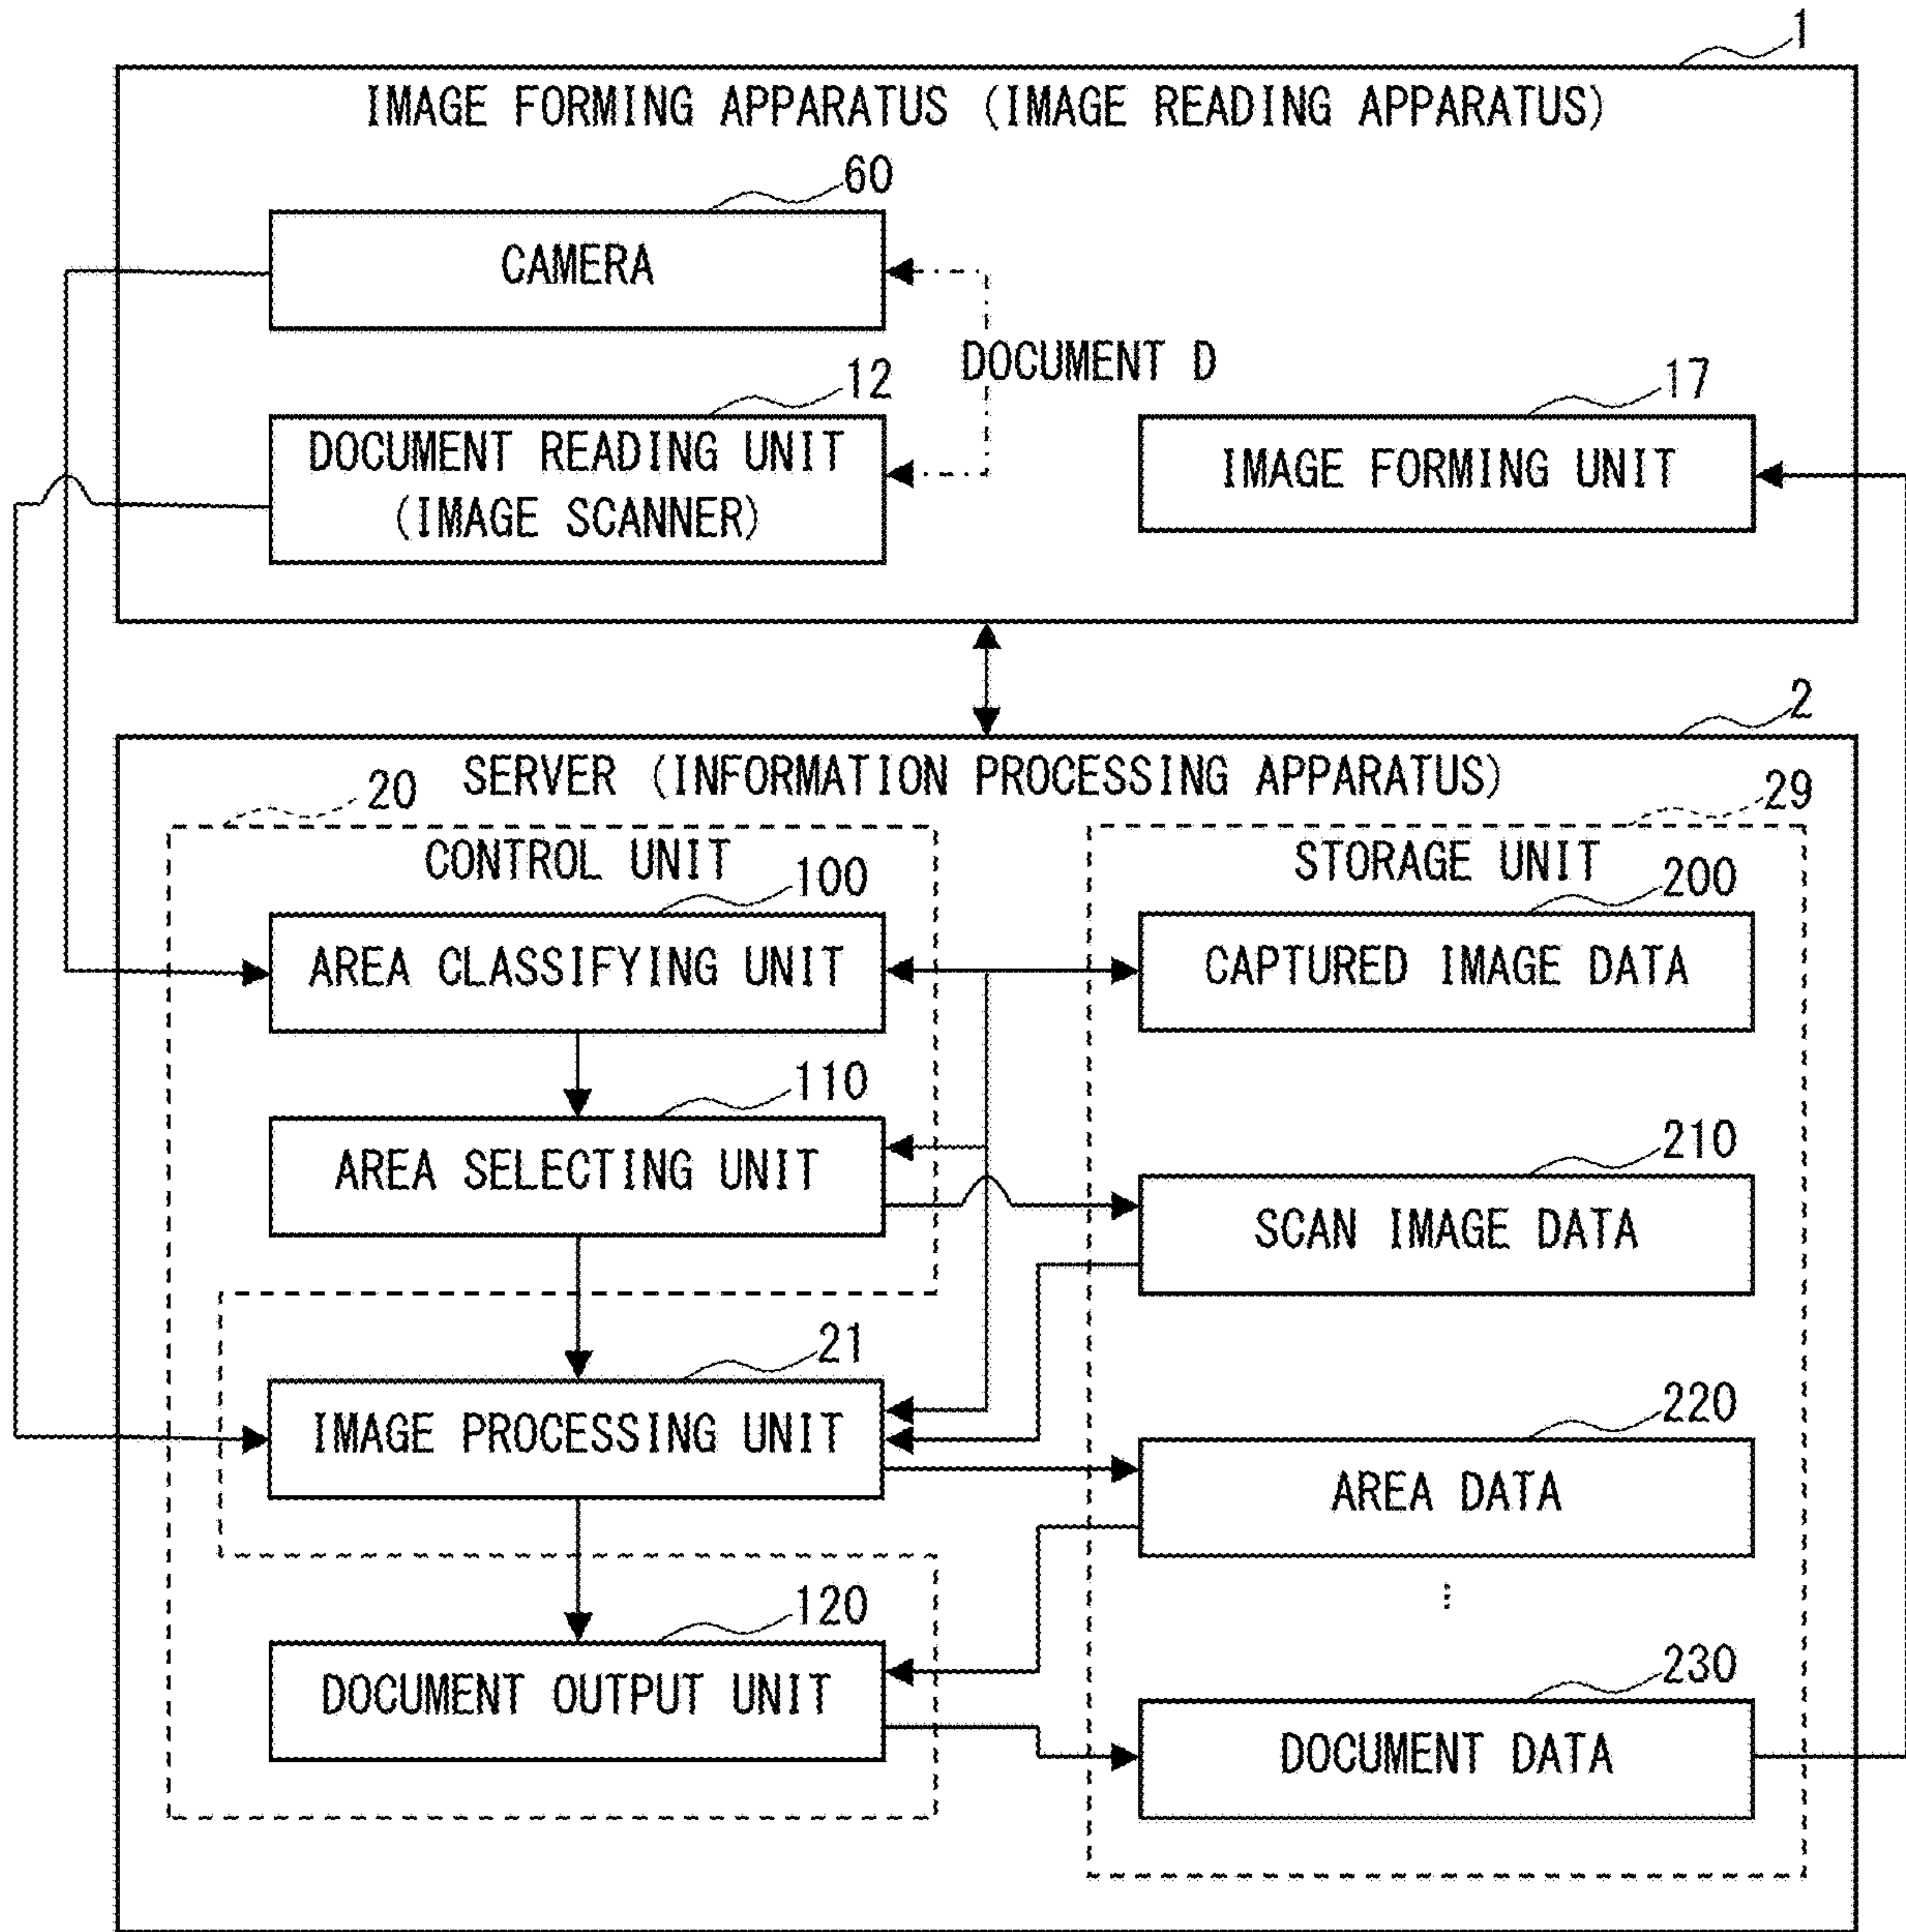 1
IMAGE FORMING APPARATUS (IMAGE READING APPARATUS)
60
CAMERA
DOCUMENT D
12
DOCUMENT READING UNIT
(IMAGE SCANNER)
17
IMAGE FORMING UNIT
2
SERVER (INFORMATION PROCESSING APPARATUS)
20
CONTROL UNIT
29
STORAGE UNIT
100
AREA CLASSIFYING UNIT
200
CAPTURED IMAGE DATA
110
AREA SELECTING UNIT
210
SCAN IMAGE DATA
21
IMAGE PROCESSING UNIT
220
AREA DATA
⋮
120
DOCUMENT OUTPUT UNIT
230
DOCUMENT DATA